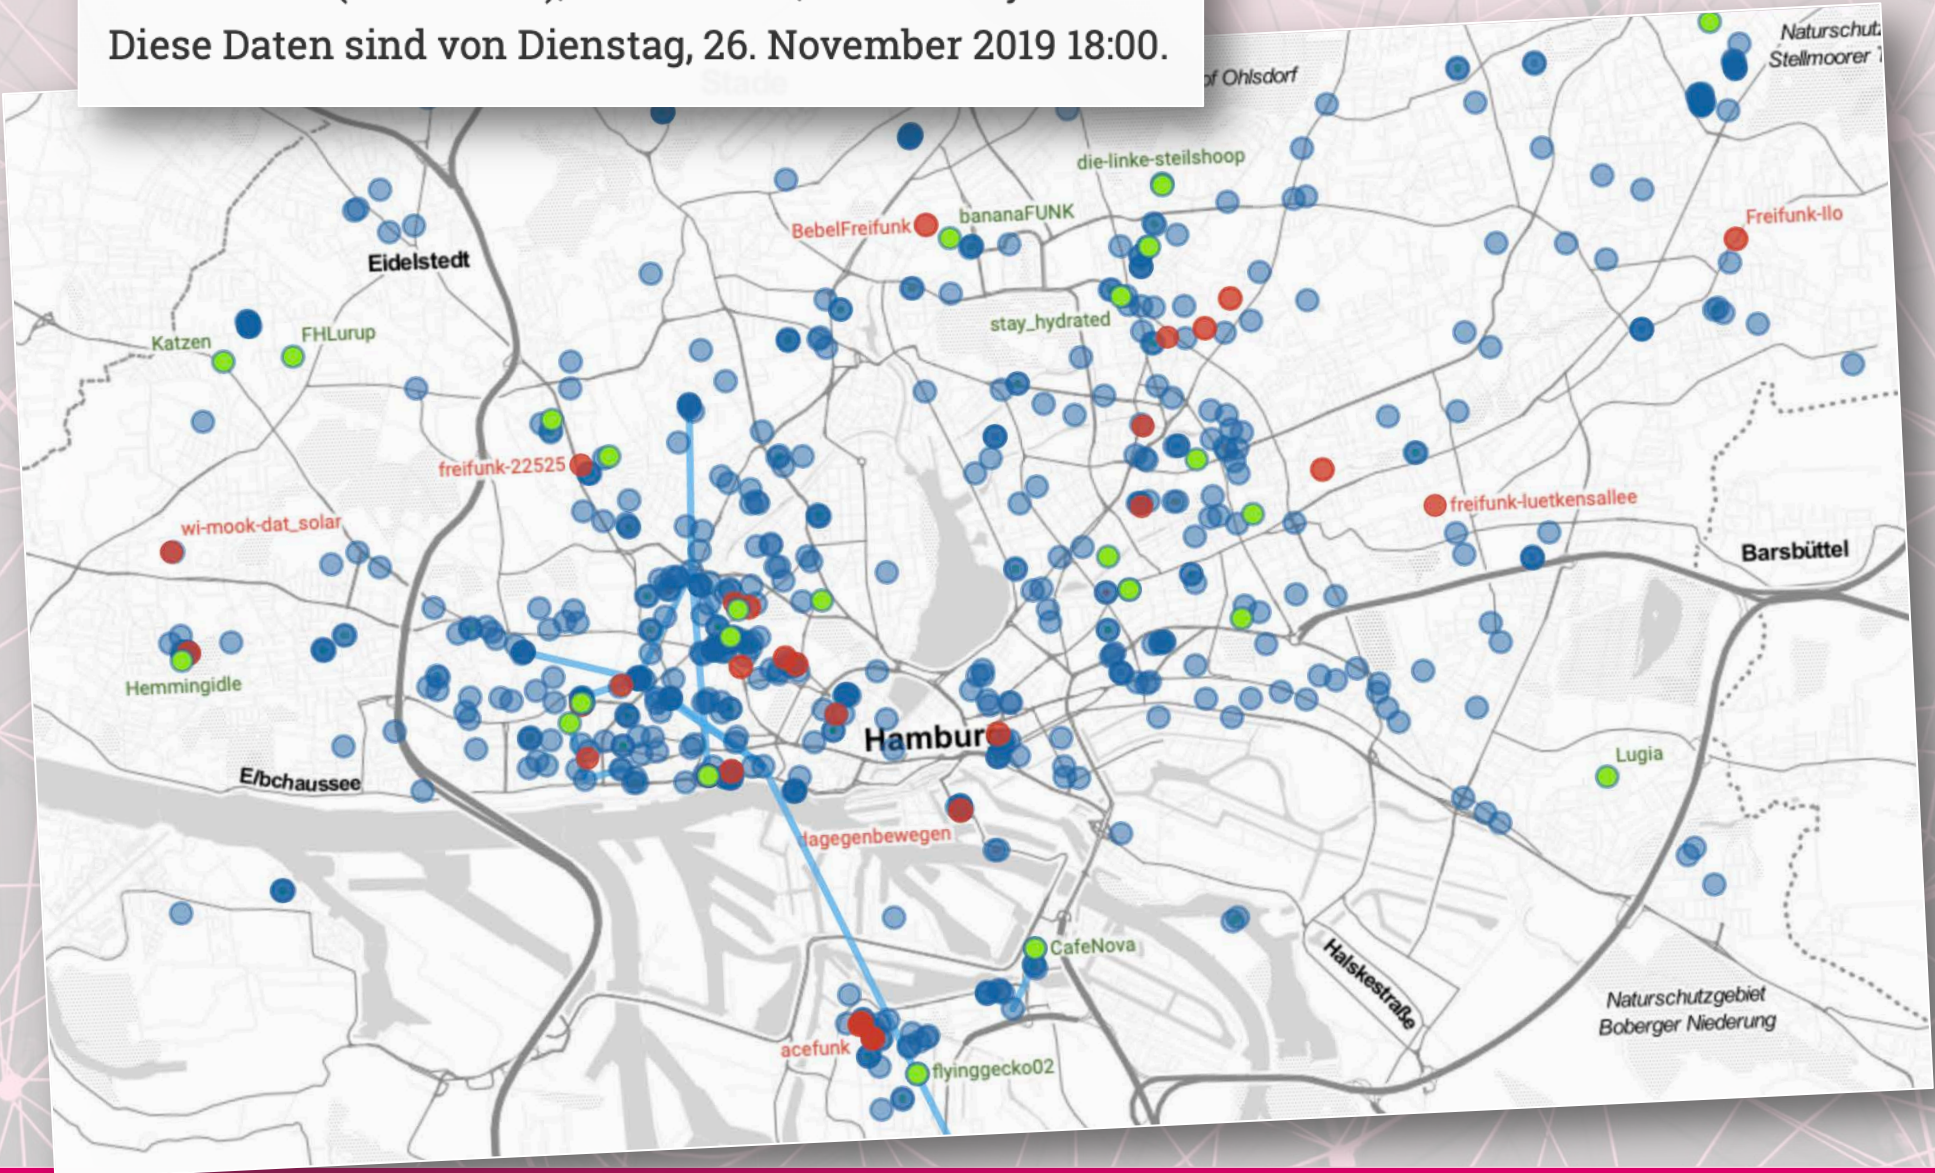 Diese Daten sind von Dienstag, 26. November 2019 18:00.
Stade
of Ohlsdorf
Naturschutz
Stellmoorer
die-linke-steilshoop
bananaFUNK
BebelFreifunk
Freifunk-Ilo
Eidelstedt
stay_hydrated
Katzen
FHLurup
freifunk-22525
freifunk-luetkensallee
wi-mook-dat_solar
Barsbüttel
Hemmingidle
Hamburg
Lugia
Elbchaussee
dagegenbewegen
CafeNova
Halskestraße
Naturschutzgebiet
Boberger Niederung
acefunk
flyinggecko02